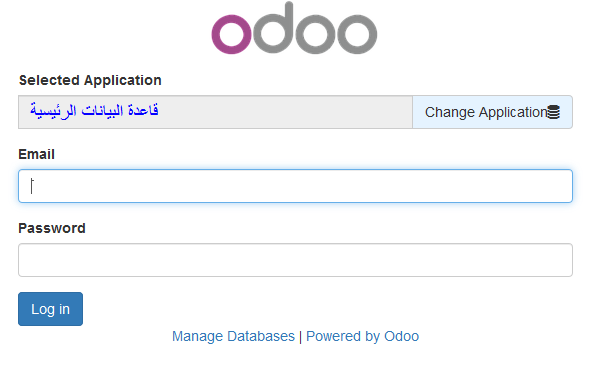 odoo
Selected Application
قاعدة البيانات الرئيسية
Change Application
Email
Password
Log in
Manage Databases | Powered by Odoo